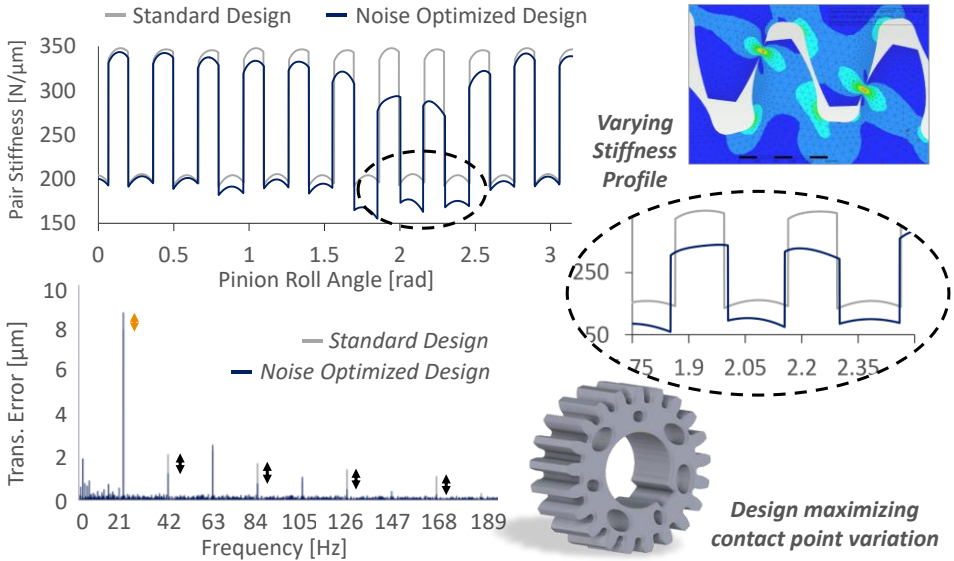 Standard Design
Noise Optimized Design
Pair Stiffness [N/μm]
350
300
250
200
150
0
0.5
1
1.5
2
2.5
3
Pinion Roll Angle [rad]
Varying
Stiffness
Profile
250
50
75
1.9
2.05
2.2
2.35
Trans. Error [μm]
10
8
6
4
2
0
Standard Design
Noise Optimized Design
0
21
42
63
84
105
126
147
168
189
Frequency [Hz]
Design maximizing
contact point variation